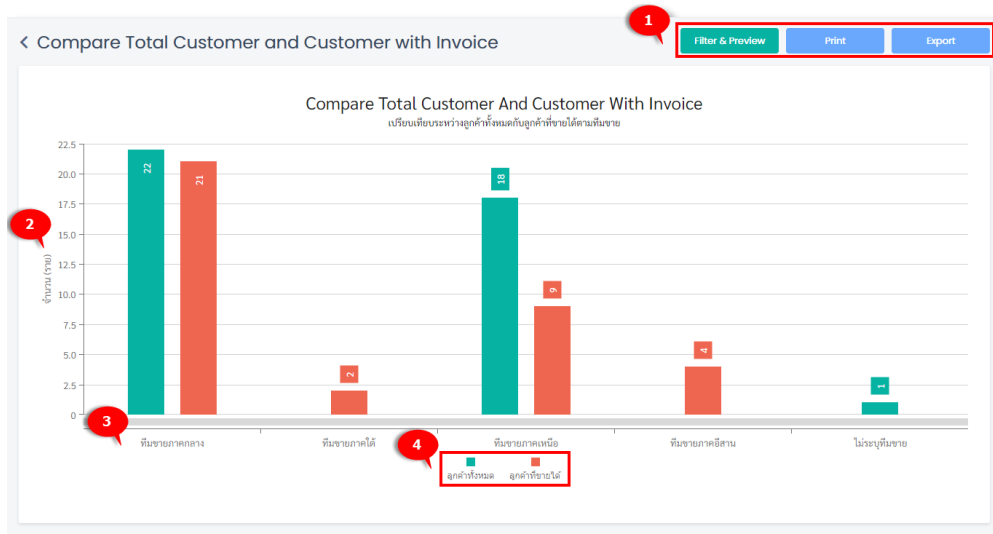 1
Compare Total Customer and Customer with Invoice
Filter & Preview
Print
Export
Compare Total Customer And Customer With Invoice
เปรียบเทียบระหว่างลูกค้าทั้งหมดกับลูกค้าที่ขายได้ตามทีมขาย
22.5
20.0
17.5
15.0
12.5
10.0
7.5
5.0
2.5
0
2
จำนวน (ราย)
22
21
2
18
9
4
1
3
ทีมขายภาคกลาง
ทีมขายภาคใต้
ทีมขายภาคเหนือ
ทีมขายภาคอีสาน
ไม่ระบุทีมขาย
4
ลูกค้าทั้งหมด
ลูกค้าที่ขายได้